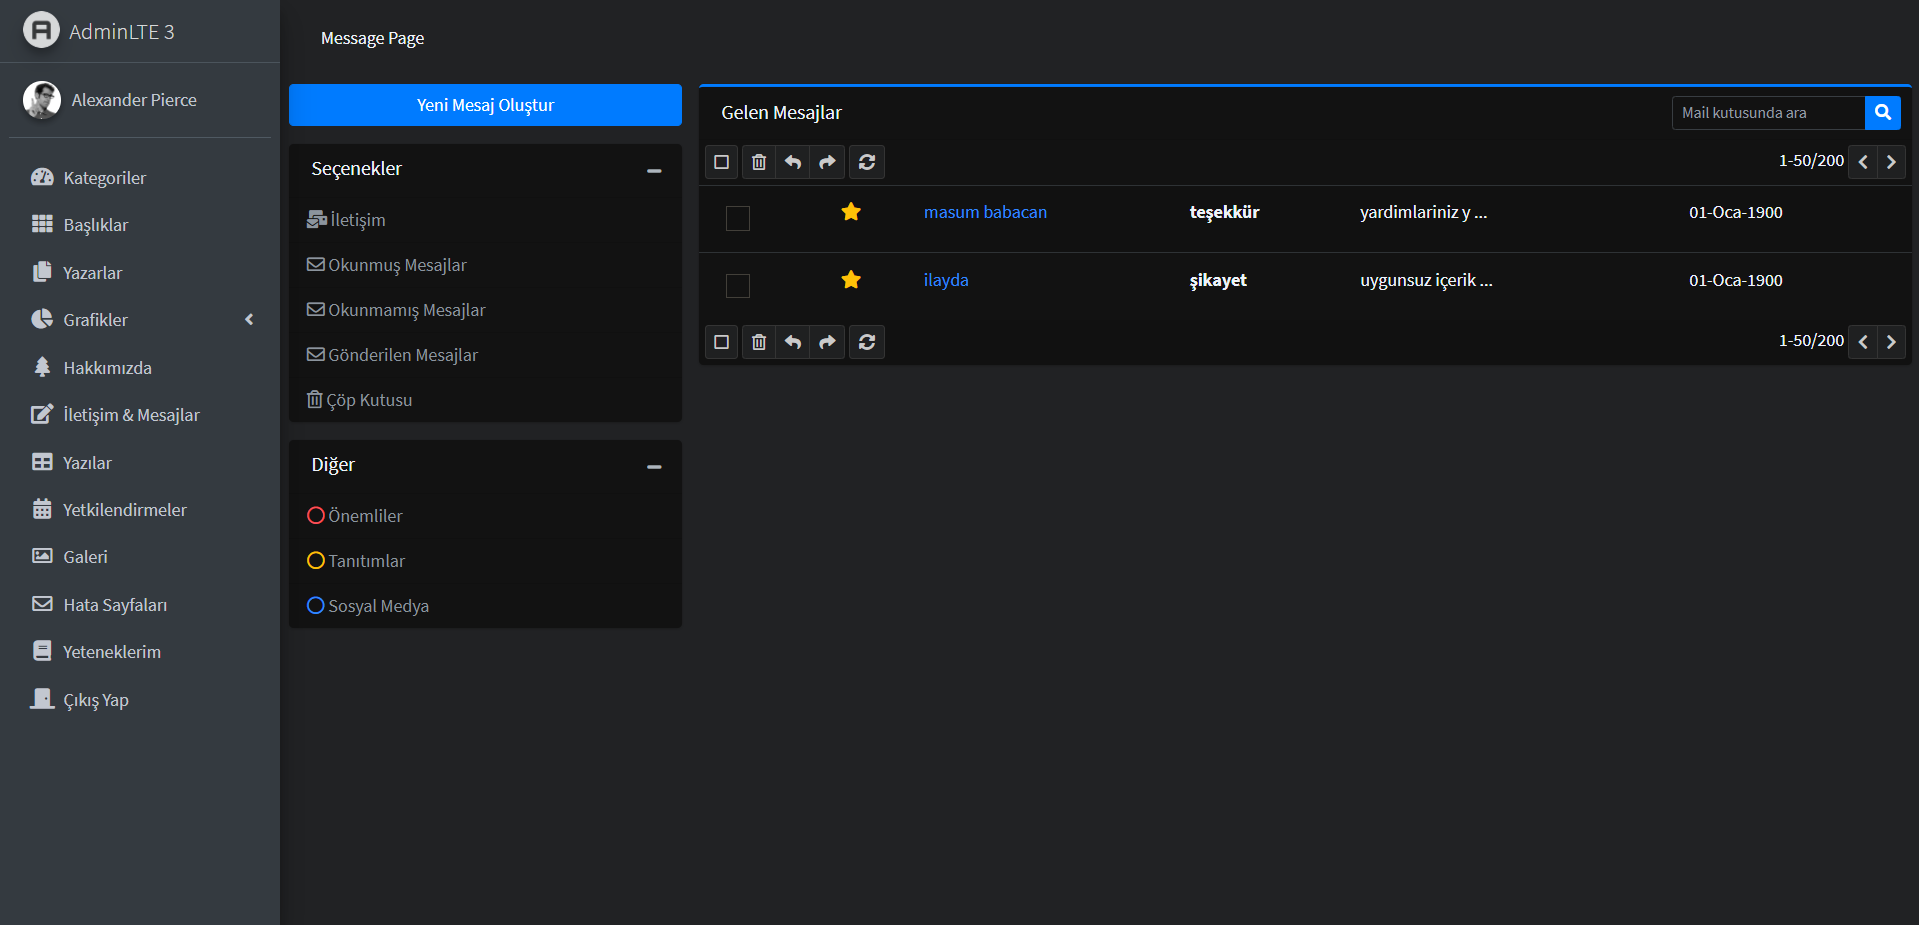 AdminLTE 3
Alexander Pierce
Kategoriler
Başlıklar
Yazarlar
Grafikler
Hakkımızda
İletişim & Mesajlar
Yazılar
Yetkilendirmeler
Galeri
Hata Sayfaları
Yeteneklerim
Çıkış Yap
Message Page
Yeni Mesaj Oluştur
Seçenekler
İletişim
Okunmuş Mesajlar
Okunmamış Mesajlar
Gönderilen Mesajlar
Çöp Kutusu
Diğer
Önemliler
Tanıtımlar
Sosyal Medya
Gelen Mesajlar
Mail kutusunda ara
1-50/200
masum babacan teşekkür yardimlariniz y ... 01-Oca-1900
ilayda şikayet uygunsuz içerik ... 01-Oca-1900
1-50/200